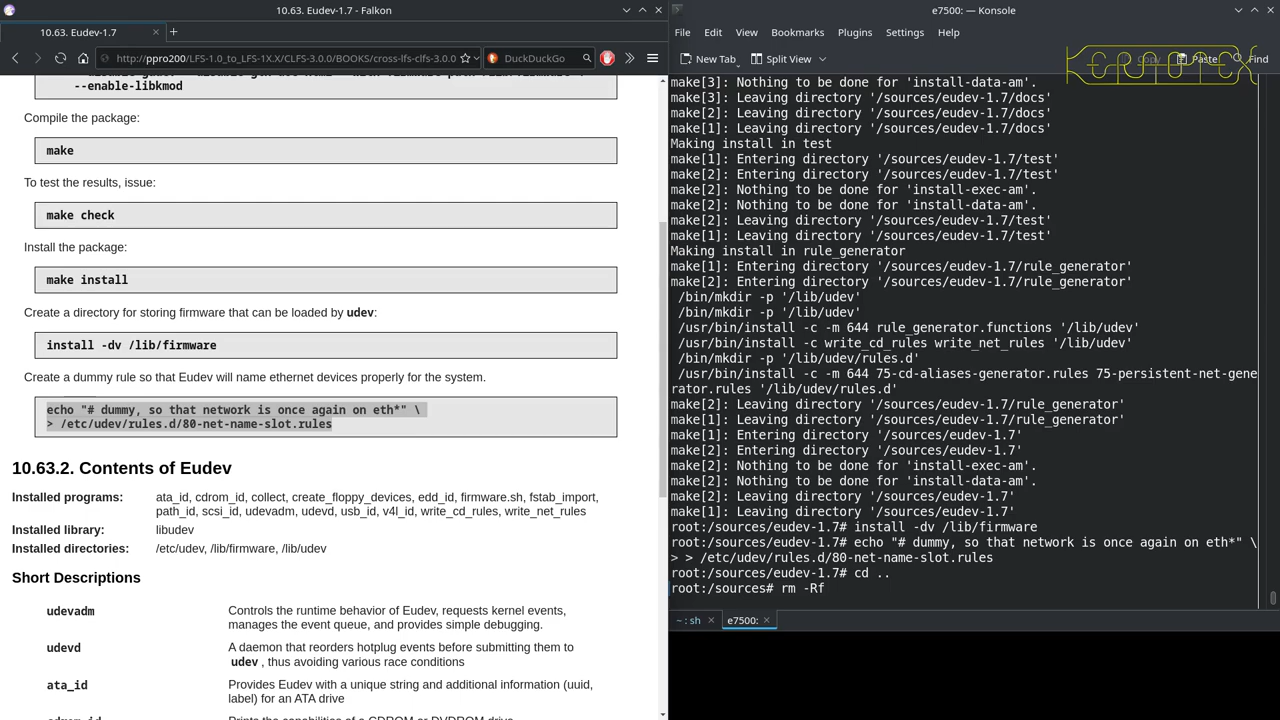 10.63. Eudev-1.7 - Falkon
10.63. Eudev-1.7
http://ppro200/LFS-1.0_to_LFS-1X.X/CLFS-3.0.0/BOOKS/cross-lfs-clfs-3.0.0
DuckDuckGo
--enable-libkmod
Compile the package:
make
To test the results, issue:
make check
Install the package:
make install
Create a directory for storing firmware that can be loaded by udev:
install -dv /lib/firmware
Create a dummy rule so that Eudev will name ethernet devices properly for the system.
echo "# dummy, so that network is once again on eth*" \
> /etc/udev/rules.d/80-net-name-slot.rules
10.63.2. Contents of Eudev
Installed programs: ata_id, cdrom_id, collect, create_floppy_devices, edd_id, firmware.sh, fstab_import,
path_id, scsi_id, udevadm, udevd, usb_id, v4l_id, write_cd_rules, write_net_rules
Installed library: libudev
Installed directories: /etc/udev, /lib/firmware, /lib/udev
Short Descriptions
udevadm Controls the runtime behavior of Eudev, requests kernel events,
manages the event queue, and provides simple debugging.
udevd A daemon that reorders hotplug events before submitting them to
udev , thus avoiding various race conditions
ata_id Provides Eudev with a unique string and additional information (uuid,
label) for an ATA drive
e7500: — Konsole
File Edit View Bookmarks Plugins Settings Help
New Tab Split View Copy Paste Find
make[3]: Nothing to be done for 'install-data-am'.
make[3]: Leaving directory '/sources/eudev-1.7/docs'
make[2]: Leaving directory '/sources/eudev-1.7/docs'
make[1]: Leaving directory '/sources/eudev-1.7/docs'
Making install in test
make[1]: Entering directory '/sources/eudev-1.7/test'
make[2]: Entering directory '/sources/eudev-1.7/test'
make[2]: Nothing to be done for 'install-exec-am'.
make[2]: Nothing to be done for 'install-data-am'.
make[2]: Leaving directory '/sources/eudev-1.7/test'
make[1]: Leaving directory '/sources/eudev-1.7/test'
Making install in rule_generator
make[1]: Entering directory '/sources/eudev-1.7/rule_generator'
make[2]: Entering directory '/sources/eudev-1.7/rule_generator'
/bin/mkdir -p '/lib/udev'
/bin/mkdir -p '/lib/udev'
/usr/bin/install -c -m 644 rule_generator.functions '/lib/udev'
/usr/bin/install -c write_cd_rules write_net_rules '/lib/udev'
/bin/mkdir -p '/lib/udev/rules.d'
/usr/bin/install -c -m 644 75-cd-aliases-generator.rules 75-persistent-net-gene
rator.rules '/lib/udev/rules.d'
make[2]: Leaving directory '/sources/eudev-1.7/rule_generator'
make[1]: Leaving directory '/sources/eudev-1.7/rule_generator'
make[1]: Entering directory '/sources/eudev-1.7'
make[2]: Entering directory '/sources/eudev-1.7'
make[2]: Nothing to be done for 'install-exec-am'.
make[2]: Nothing to be done for 'install-data-am'.
make[2]: Leaving directory '/sources/eudev-1.7'
make[1]: Leaving directory '/sources/eudev-1.7'
root:/sources/eudev-1.7# install -dv /lib/firmware
root:/sources/eudev-1.7# echo "# dummy, so that network is once again on eth*" \
> > /etc/udev/rules.d/80-net-name-slot.rules
root:/sources/eudev-1.7# cd ..
root:/sources# rm -Rf
~ : sh
e7500: